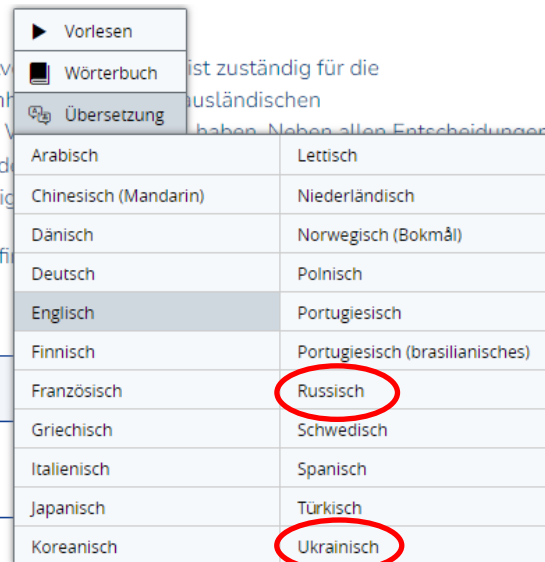 Vorlesen
Wörterbuch ist zuständig für die
Übersetzung ausländischen
haben. Neben allen Entscheidungen
Arabisch Lettisch
Chinesisch (Mandarin) Niederländisch
Dänisch Norwegisch (Bokmål)
Deutsch Polnisch
Englisch Portugiesisch
Finnisch Portugiesisch (brasilianisches)
Französisch Russisch
Griechisch Schwedisch
Italienisch Spanisch
Japanisch Türkisch
Koreanisch Ukrainisch